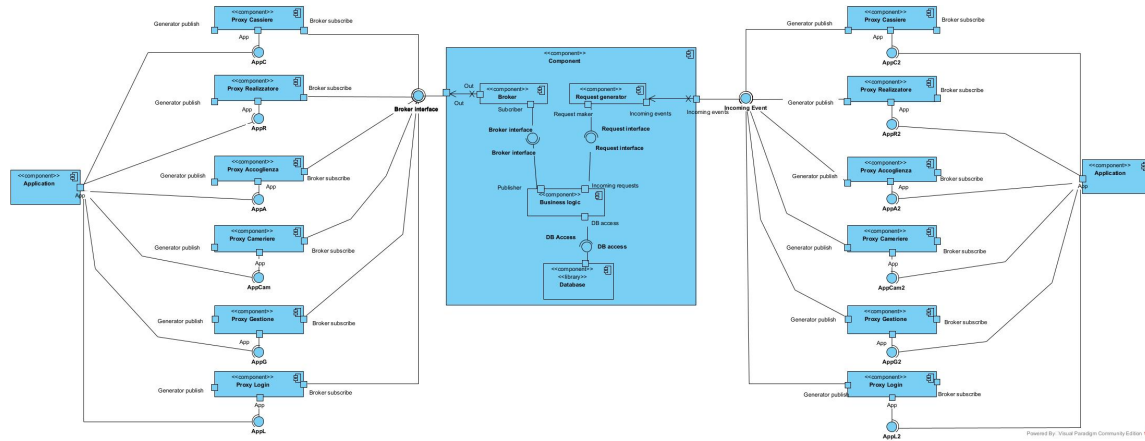 <<component>>
Proxy Cassiere
Generator publish
Broker subscribe
App
AppC
<<component>>
Proxy Realizzatore
Generator publish
Broker subscribe
App
AppR
<<component>>
Proxy Accoglienza
Generator publish
Broker subscribe
App
AppA
<<component>>
Proxy Cameriere
Generator publish
Broker subscribe
App
AppCam
<<component>>
Proxy Gestione
Generator publish
Broker subscribe
App
AppG
<<component>>
Proxy Login
Generator publish
Broker subscribe
App
AppL
<<component>>
Application
App
Broker interface
<<component>>
Component
Out
Out
<<component>>
Broker
Subcriber
<<component>>
Request generator
Request maker
Incoming events
Incoming events
Broker interface
Broker interface
Request interface
Request interface
Publisher
Incoming requests
<<component>>
Business logic
DB access
DB Access
DB access
<<component>>
<<library>>
Database
Incoming Event
<<component>>
Proxy Cassiere
Generator publish
Broker subscribe
App
AppC2
<<component>>
Proxy Realizzatore
Generator publish
Broker subscribe
App
AppR2
<<component>>
Proxy Accoglienza
Generator publish
Broker subscribe
App
AppA2
<<component>>
Proxy Cameriere
Generator publish
Broker subscribe
App
AppCam2
<<component>>
Proxy Gestione
Generator publish
Broker subscribe
App
AppG2
<<component>>
Proxy Login
Generator publish
Broker subscribe
App
AppL2
<<component>>
Application
App
Powered By: Visual Paradigm Community Edition